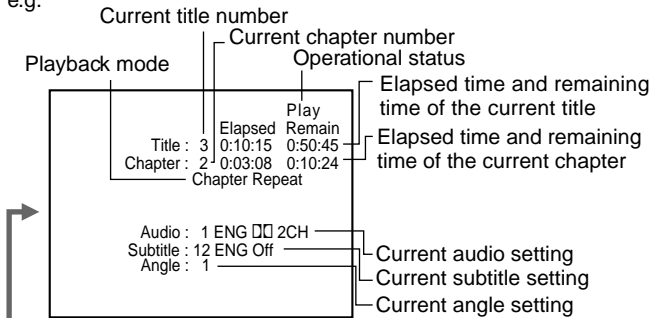 e.g.
Current title number
Current chapter number
Operational status
Playback mode
Elapsed time and remaining
time of the current title
Play
Elapsed Remain
Title : 3 0:10:15 0:50:45
Elapsed time and remaining
time of the current chapter
Chapter : 2 0:03:08 0:10:24
Chapter Repeat
Audio : 1 ENG 2CH
Current audio setting
Subtitle : 12 ENG Off
Current subtitle setting
Angle : 1
Current angle setting